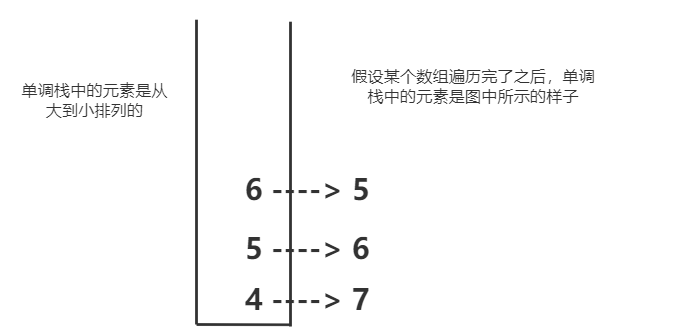 单调栈中的元素是从
大到小排列的
假设某个数组遍历完了之后，单调
栈中的元素是图中所示的样子
6 ----> 5
5 ----> 6
4 ----> 7